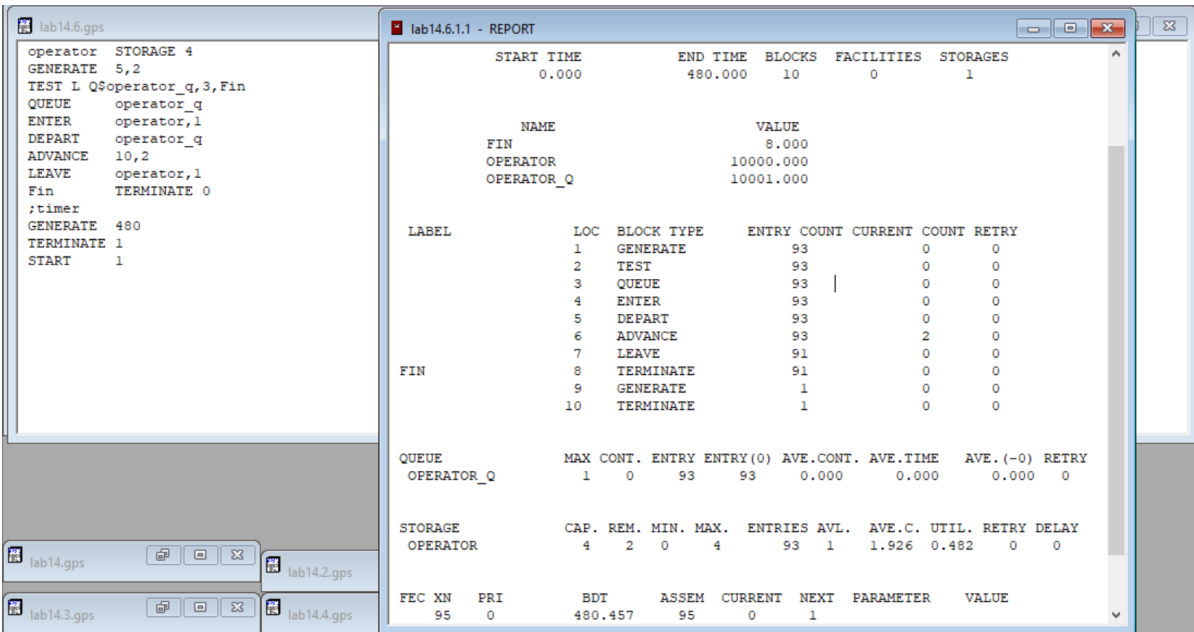 lab14.6.gps
operator STORAGE 4
GENERATE 5,2
TEST L Q$operator_q,3,Fin
QUEUE operator_q
ENTER operator,1
DEPART operator_q
ADVANCE 10,2
LEAVE operator,1
Fin TERMINATE 0
;timer
GENERATE 480
TERMINATE 1
START 1
lab14.6.1.1 - REPORT
START TIME END TIME BLOCKS FACILITIES STORAGES
0.000 480.000 10 0 1
NAME VALUE
FIN 8.000
OPERATOR 10000.000
OPERATOR_Q 10001.000
LABEL LOC BLOCK TYPE ENTRY COUNT CURRENT COUNT RETRY
1 GENERATE 93 0 0
2 TEST 93 0 0
3 QUEUE 93 0 0
4 ENTER 93 0 0
5 DEPART 93 0 0
6 ADVANCE 93 2 0
7 LEAVE 91 0 0
FIN 8 TERMINATE 91 0 0
9 GENERATE 1 0 0
10 TERMINATE 1 0 0
QUEUE MAX CONT. ENTRY ENTRY(0) AVE.CONT. AVE.TIME AVE.(-0) RETRY
OPERATOR_Q 1 0 93 93 0.000 0.000 0.000 0
STORAGE CAP. REM. MIN. MAX. ENTRIES AVL. AVE.C. UTIL. RETRY DELAY
OPERATOR 4 2 0 4 93 1 1.926 0.482 0 0
FEC XN PRI BDT ASSEM CURRENT NEXT PARAMETER VALUE
95 0 480.457 95 0 1
lab14.gps
lab14.2.gps
lab14.3.gps
lab14.4.gps